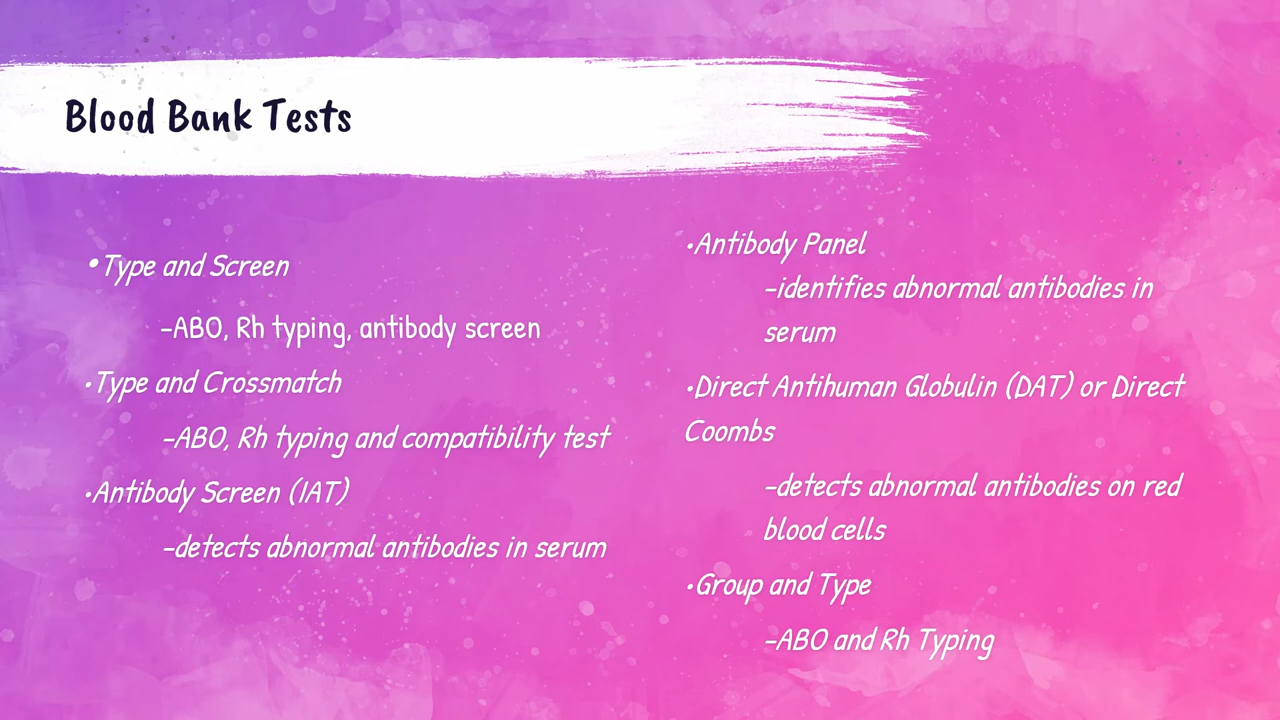 Blood Bank Tests
•Type and Screen
–ABO, Rh typing, antibody screen
•Type and Crossmatch
–ABO, Rh typing and compatibility test
•Antibody Screen (IAT)
–detects abnormal antibodies in serum
•Antibody Panel
–identifies abnormal antibodies in
serum
•Direct Antihuman Globulin (DAT) or Direct
Coombs
–detects abnormal antibodies on red
blood cells
•Group and Type
–ABO and Rh Typing